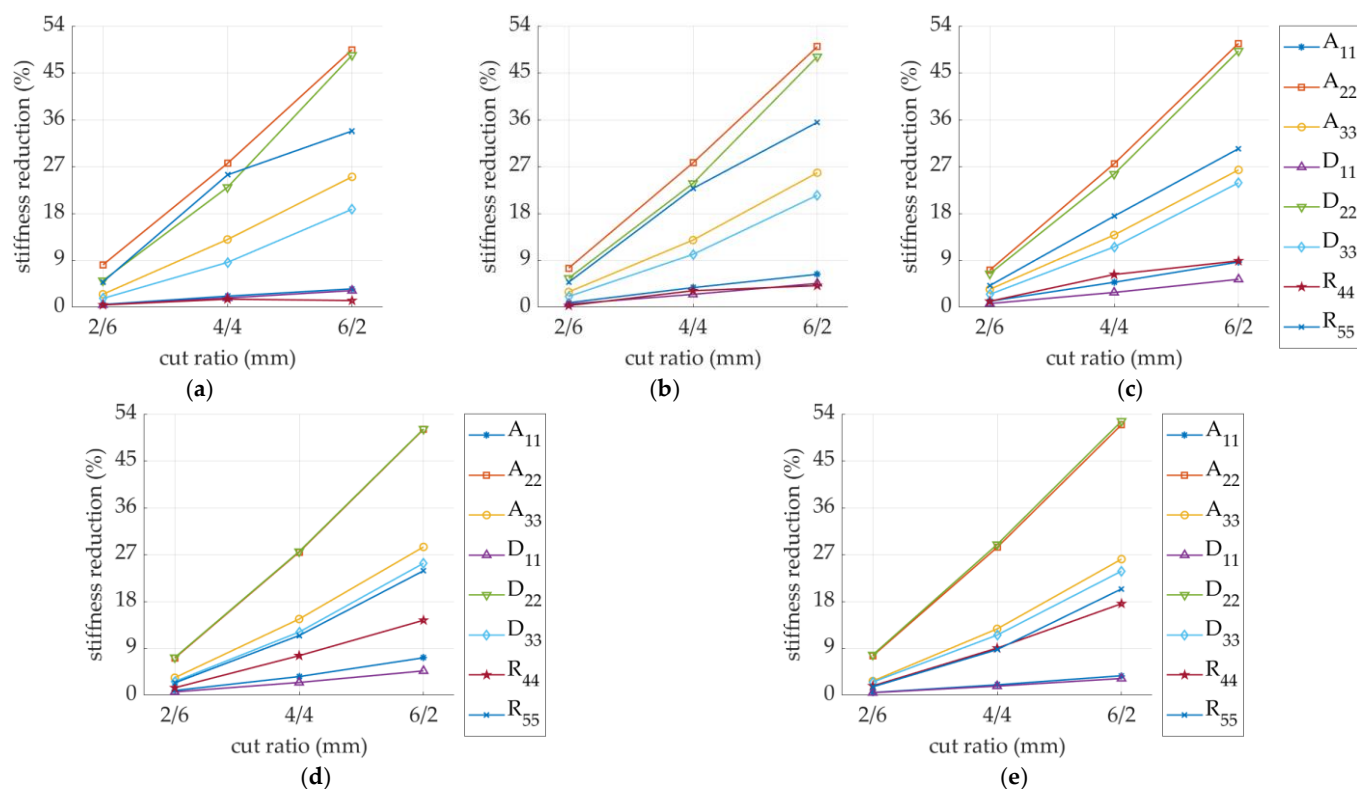 stiffness reduction (%)
54
45
36
27
18
9
0
2/6 4/4 6/2
cut ratio (mm)
(a)
stiffness reduction (%)
54
45
36
27
18
9
0
2/6 4/4 6/2
cut ratio (mm)
(b)
stiffness reduction (%)
54
45
36
27
18
9
0
2/6 4/4 6/2
cut ratio (mm)
(c)
A11
A22
A33
D11
D22
D33
R44
R55
stiffness reduction (%)
54
45
36
27
18
9
0
2/6 4/4 6/2
cut ratio (mm)
(d)
A11
A22
A33
D11
D22
D33
R44
R55
stiffness reduction (%)
54
45
36
27
18
9
0
2/6 4/4 6/2
cut ratio (mm)
(e)
A11
A22
A33
D11
D22
D33
R44
R55